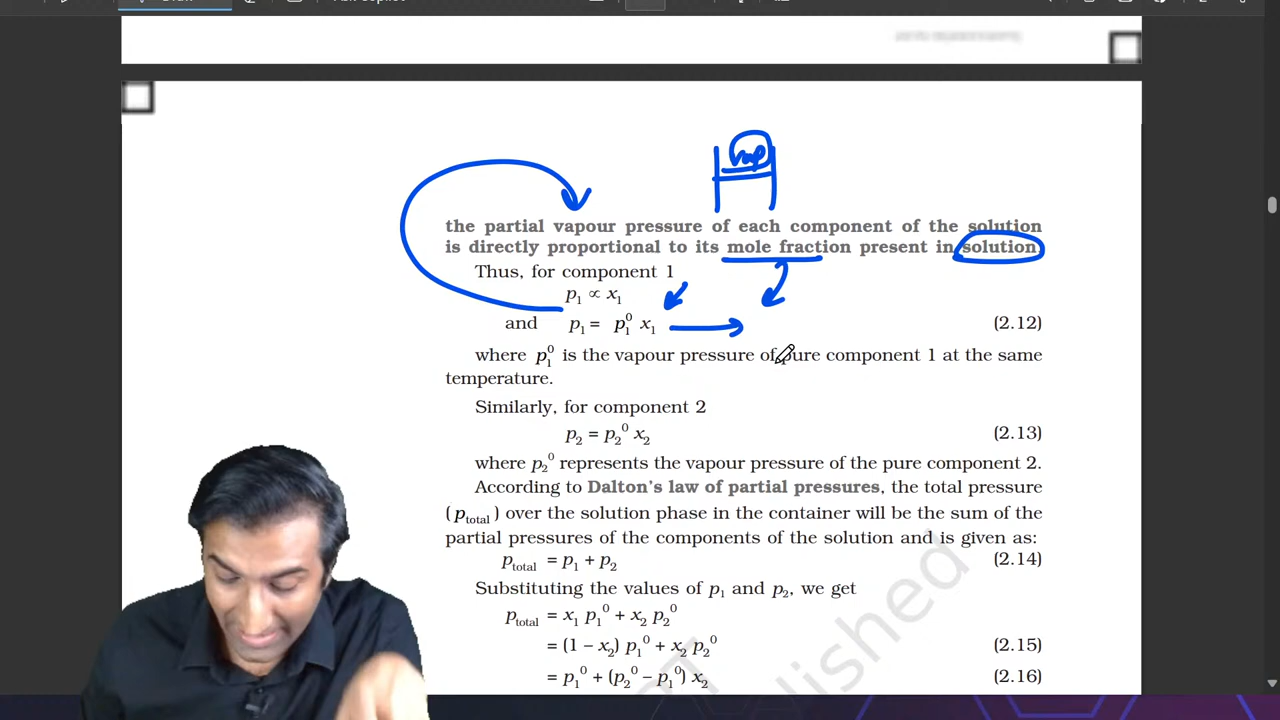 vap
the partial vapour pressure of each component of the solution
is directly proportional to its mole fraction present in solution
Thus, for component 1
p₁ ∝ x₁
and p₁ = p₁⁰ x₁ (2.12)
where p₁⁰ is the vapour pressure of pure component 1 at the same
temperature.
Similarly, for component 2
p₂ = p₂⁰ x₂ (2.13)
where p₂⁰ represents the vapour pressure of the pure component 2.
According to Dalton's law of partial pressures, the total pressure
(p_total) over the solution phase in the container will be the sum of the
partial pressures of the components of the solution and is given as:
p_total = p₁ + p₂ (2.14)
Substituting the values of p₁ and p₂, we get
p_total = x₁ p₁⁰ + x₂ p₂⁰
= (1 – x₂) p₁⁰ + x₂ p₂⁰ (2.15)
= p₁⁰ + (p₂⁰ – p₁⁰) x₂ (2.16)